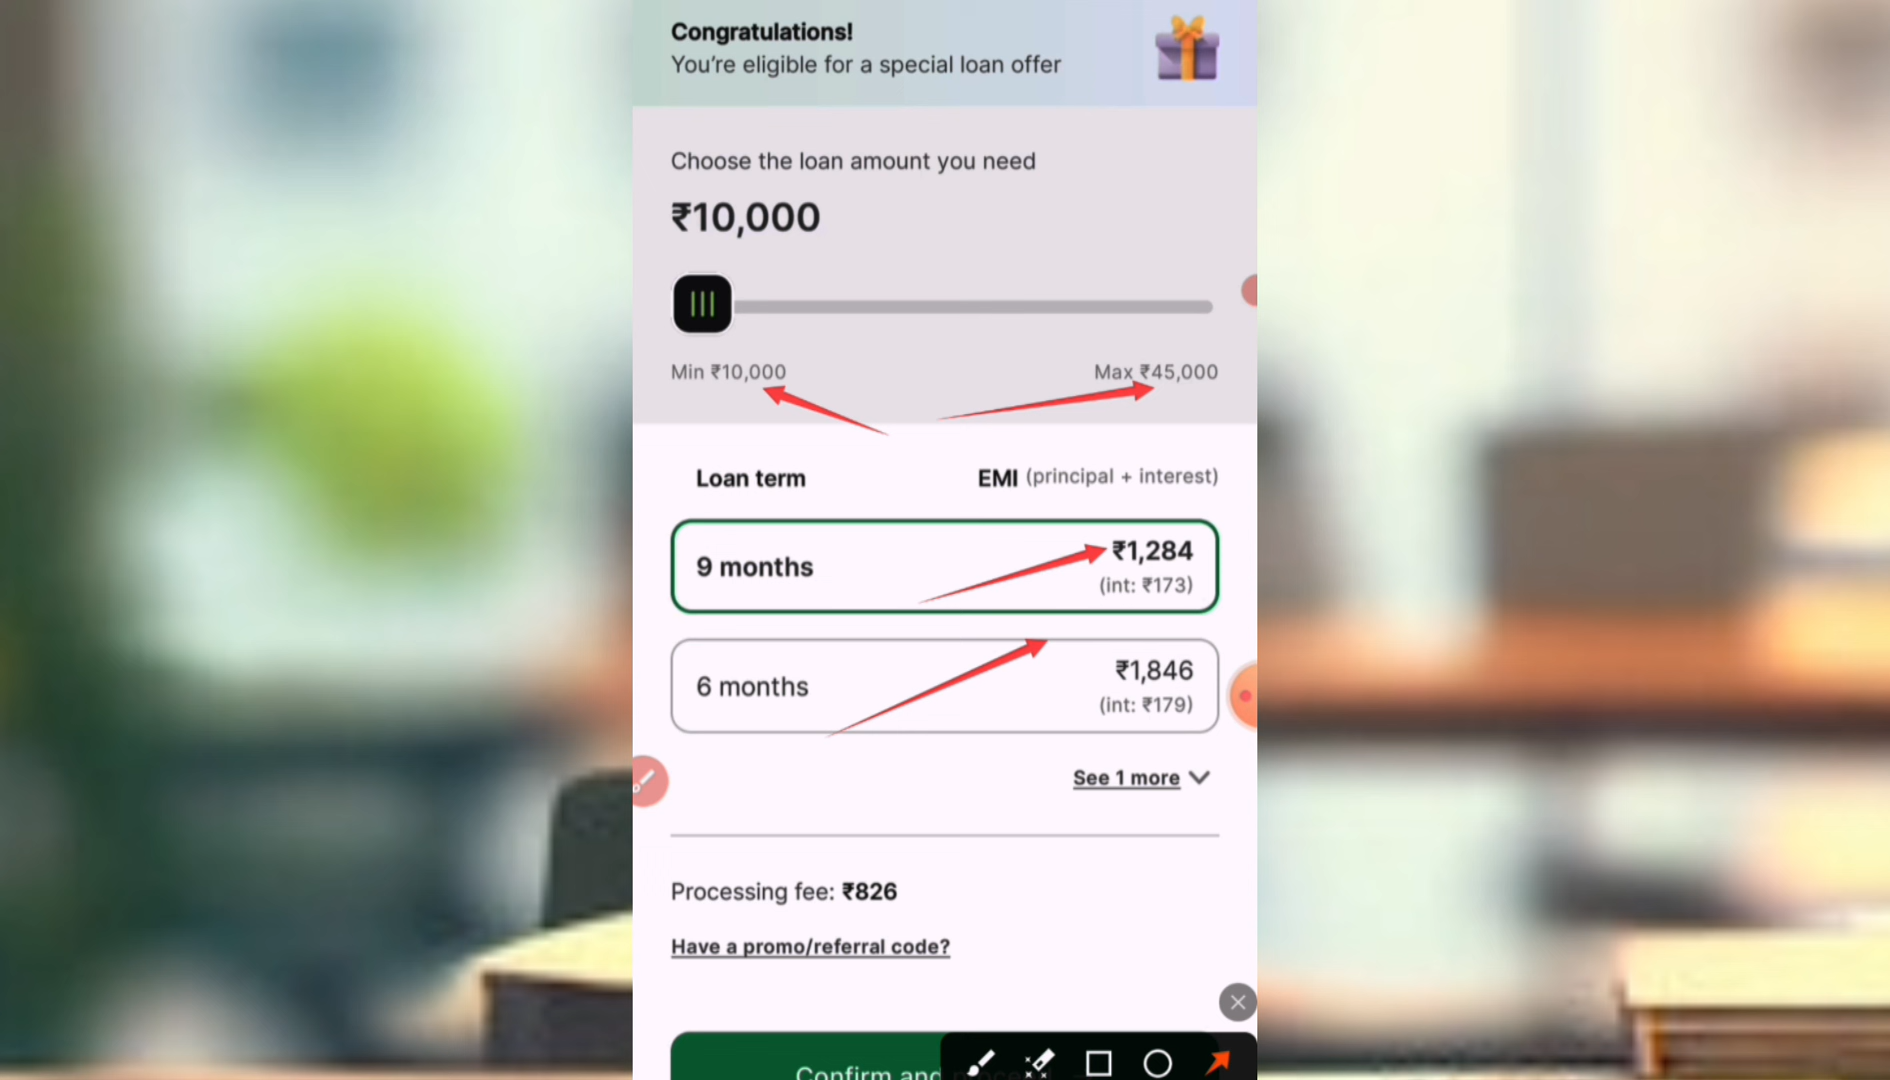 Congratulations!
You're eligible for a special loan offer
Choose the loan amount you need
₹10,000
Min ₹10,000 Max ₹45,000
Loan term EMI (principal + interest)
9 months ₹1,284
(int: ₹173)
6 months ₹1,846
(int: ₹179)
See 1 more
Processing fee: ₹826
Have a promo/referral code?
Confirm and